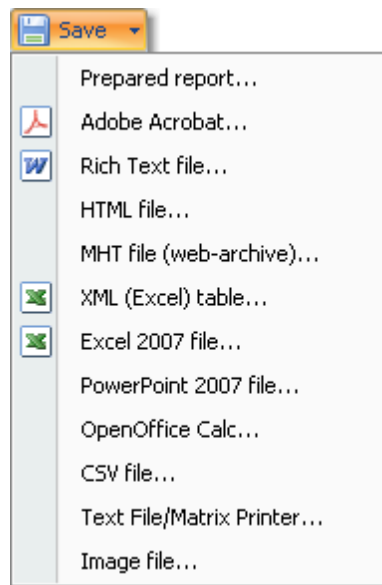 Save
Prepared report...
Adobe Acrobat...
Rich Text file...
HTML file...
MHT file (web-archive)...
XML (Excel) table...
Excel 2007 file...
PowerPoint 2007 file...
OpenOffice Calc...
CSV file...
Text File/Matrix Printer...
Image file...